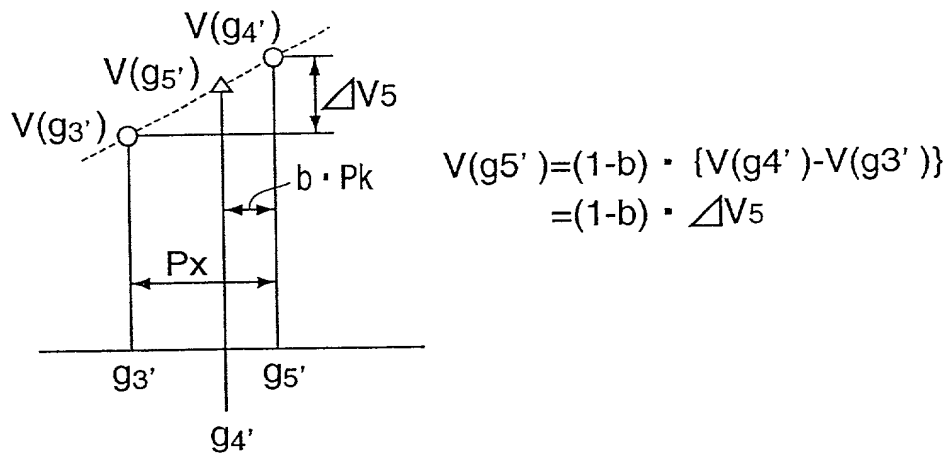 V(g4')
V(g5')
⊿V5
V(g3')
b・Pk
V(g5')=(1-b)・{V(g4')-V(g3')}
=(1-b)・⊿V5
Px
g3'
g5'
g4'